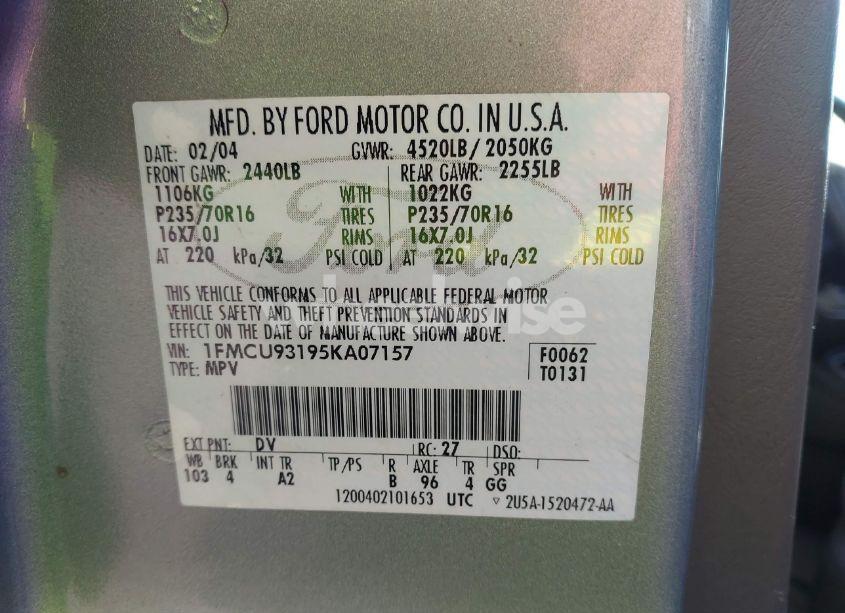 MFD. BY FORD MOTOR CO. IN U.S.A.
DATE: 02/04 GVWR: 4520LB/ 2050KG
FRONT GAWR: 2440LB REAR GAWR: 2255LB
1106KG WITH 1022KG WITH
P235/70R16 TIRES P235/70R16 TIRES
16X7.0J RIMS 16X7.0J RIMS
AT 220 kPa/32 PSI COLD AT 220 kPa/32 PSI COLD
Ford
THIS VEHICLE CONFORMS TO ALL APPLICABLE FEDERAL MOTOR
VEHICLE SAFETY AND THEFT PREVENTION STANDARDS IN
EFFECT ON THE DATE OF MANUFACTURE SHOWN ABOVE.
VIN: 1FMCU93195KA07157 F0062
TYPE: MPV T0131
EXT PNT: DV RC: 27 DSO:
WB BRK INT TR TP/PS R AXLE TR SPR
103 4 A2 B 96 4 GG
1200402101653 UTC ▽ 2U5A-1520472-AA